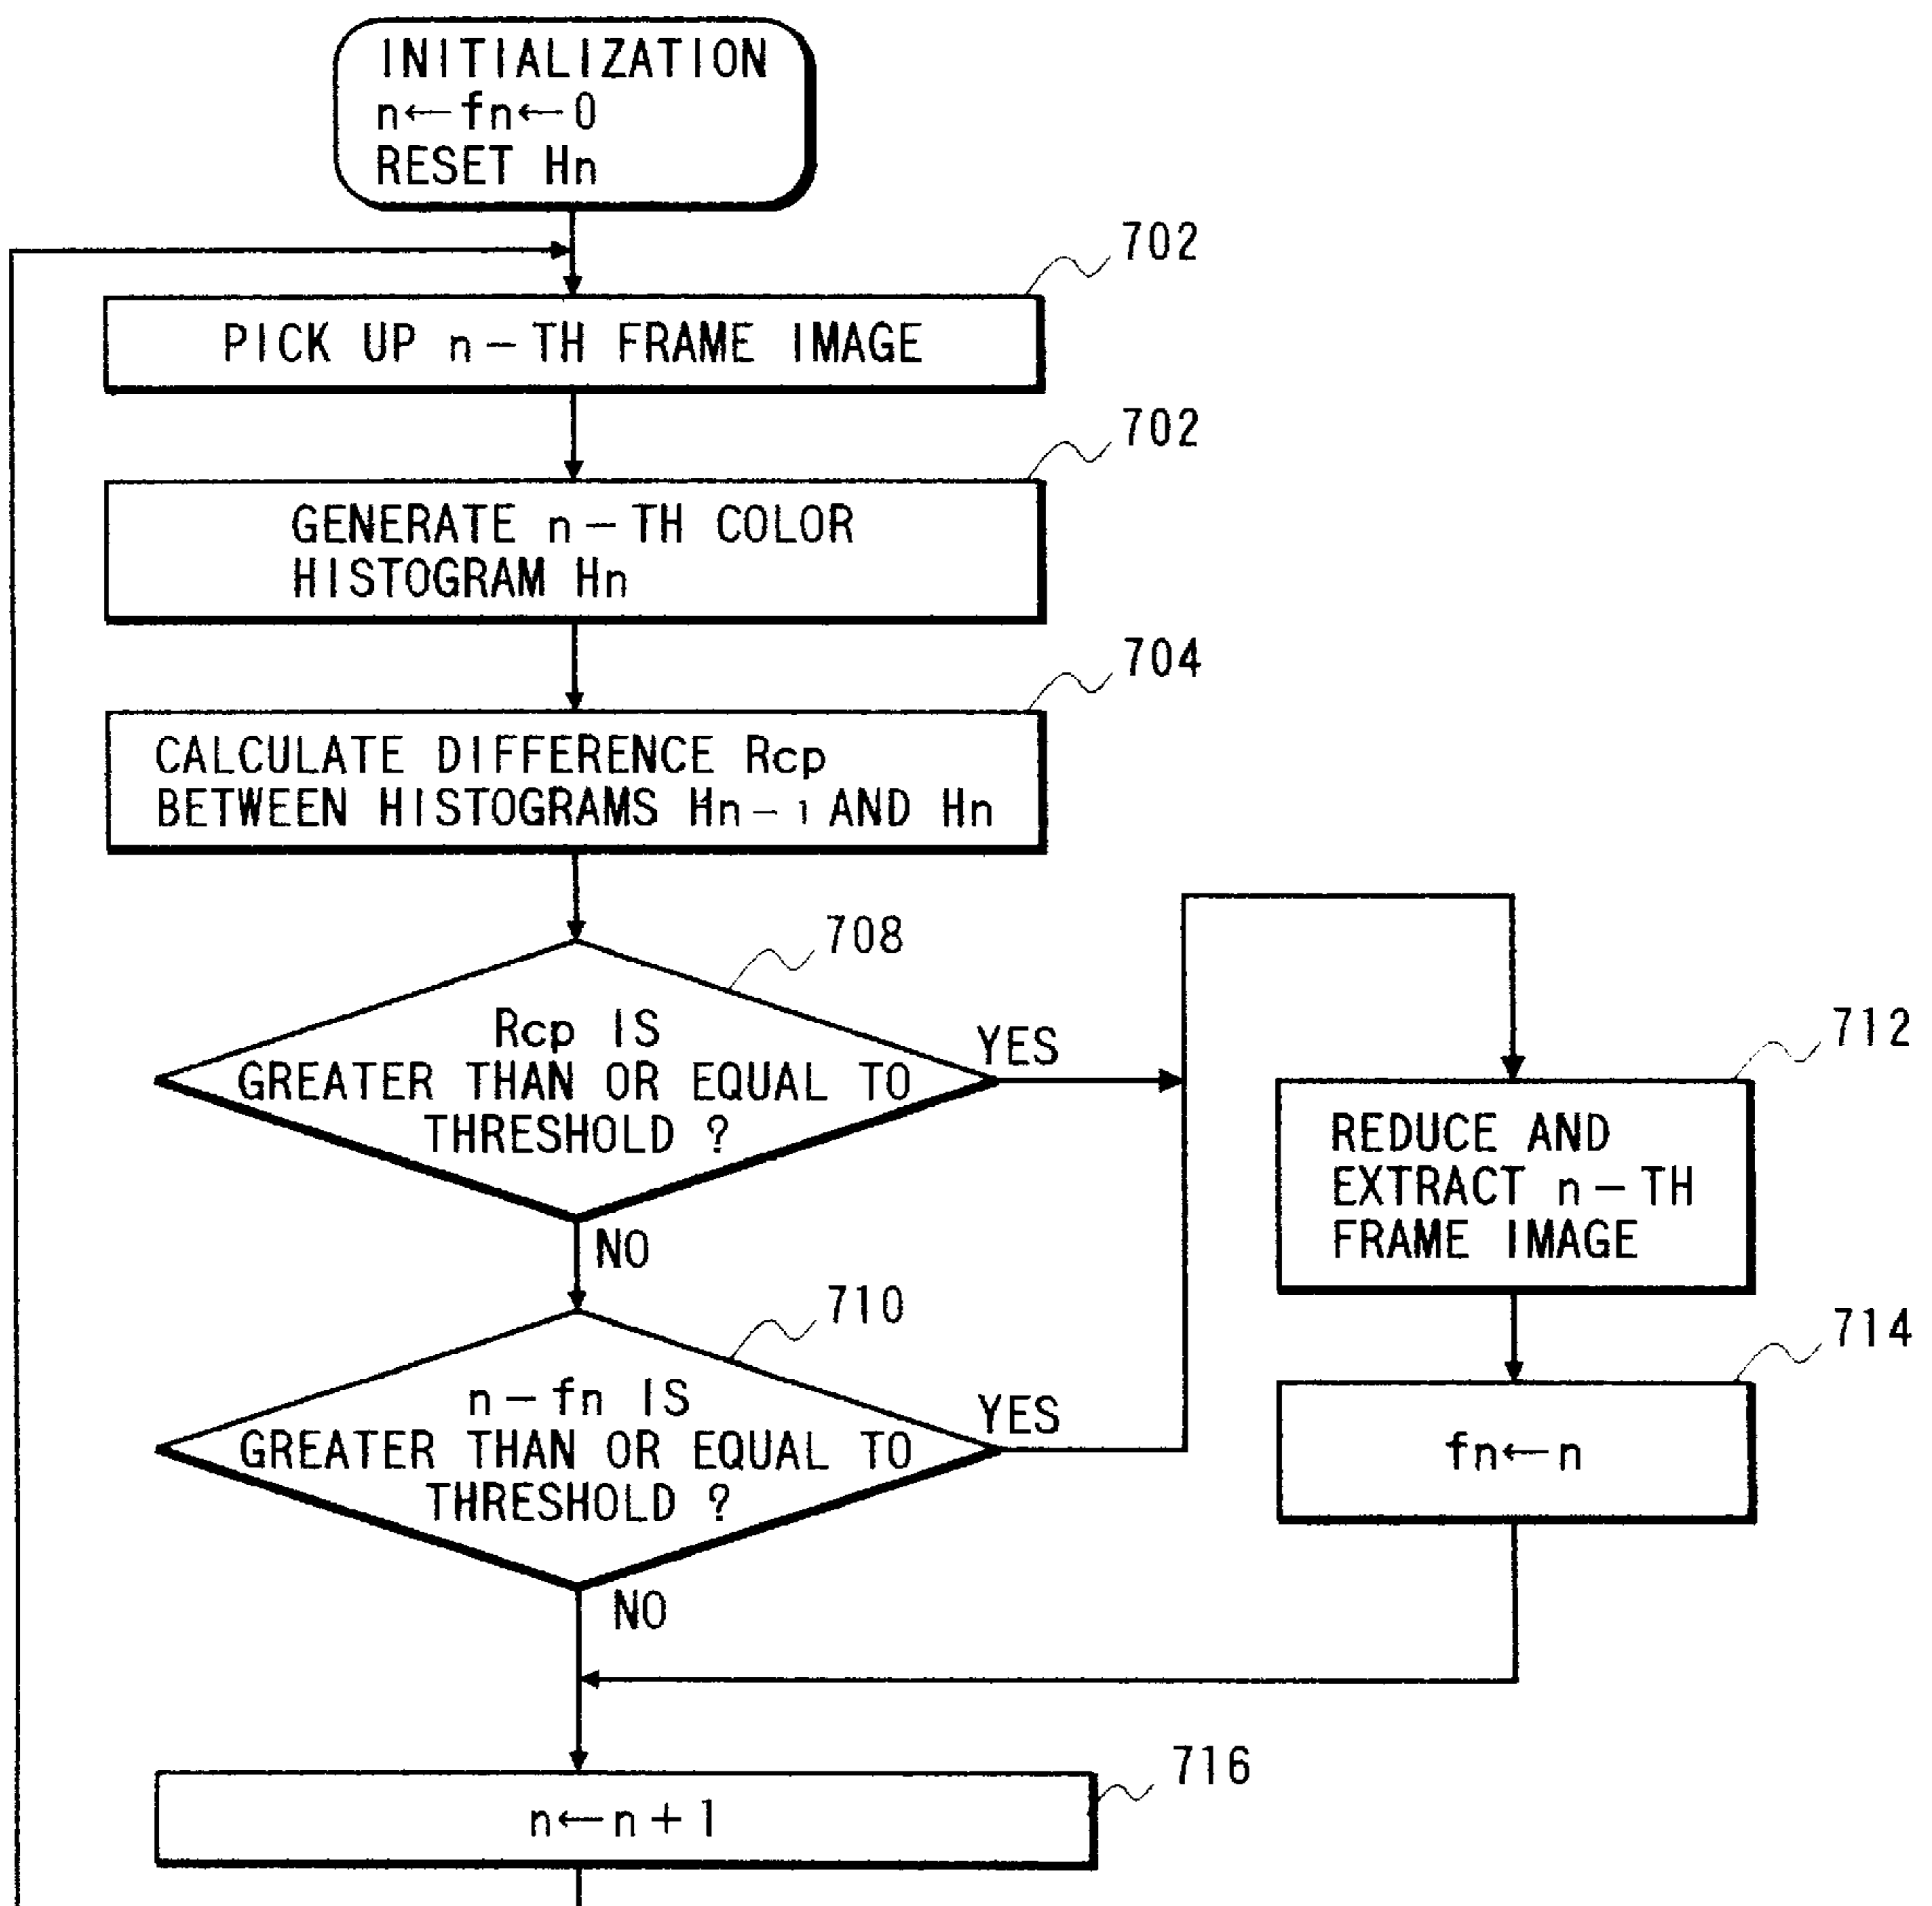 INITIALIZATION
n←fn←0
RESET Hn
702
PICK UP n-TH FRAME IMAGE
702
GENERATE n-TH COLOR
HISTOGRAM Hn
704
CALCULATE DIFFERENCE Rcp
BETWEEN HISTOGRAMS Hn-1 AND Hn
708
Rcp IS
GREATER THAN OR EQUAL TO
THRESHOLD ?
YES
NO
712
REDUCE AND
EXTRACT n-TH
FRAME IMAGE
710
n-fn IS
GREATER THAN OR EQUAL TO
THRESHOLD ?
YES
NO
714
fn←n
716
n←n+1